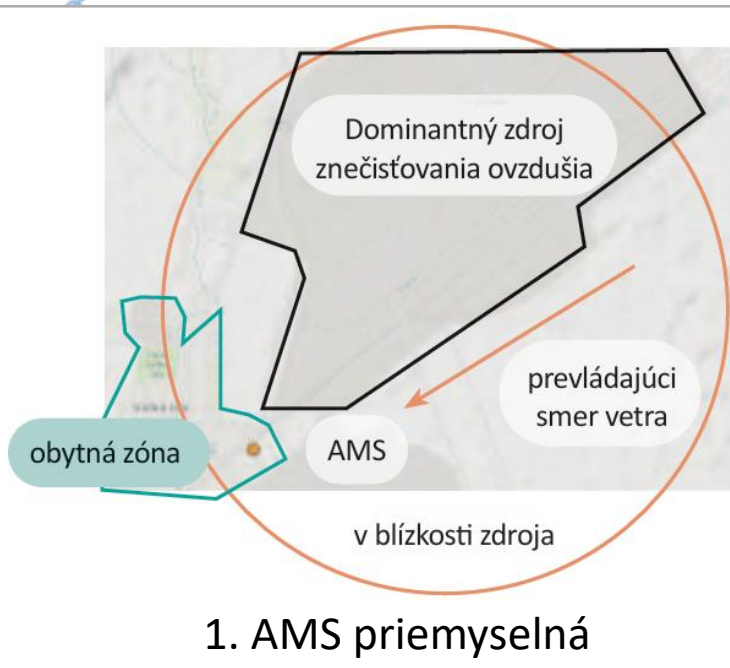 Dominantný zdroj
znečisťovania ovzdušia
prevládajúci
smer vetra
obytná zóna
AMS
v blízkosti zdroja
1. AMS priemyselná